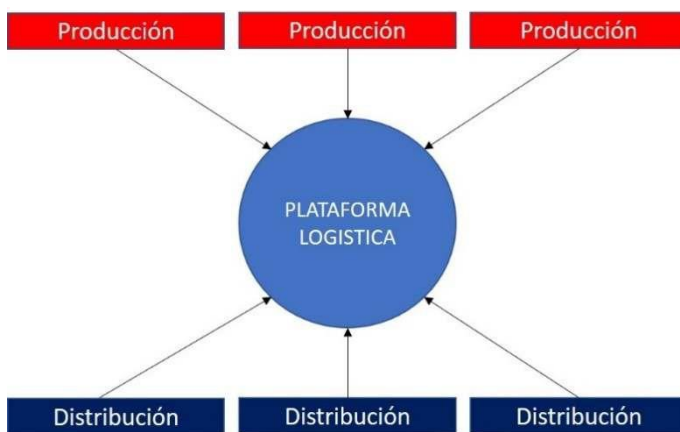 Producción
Producción
Producción
PLATAFORMA
LOGISTICA
Distribución
Distribución
Distribución